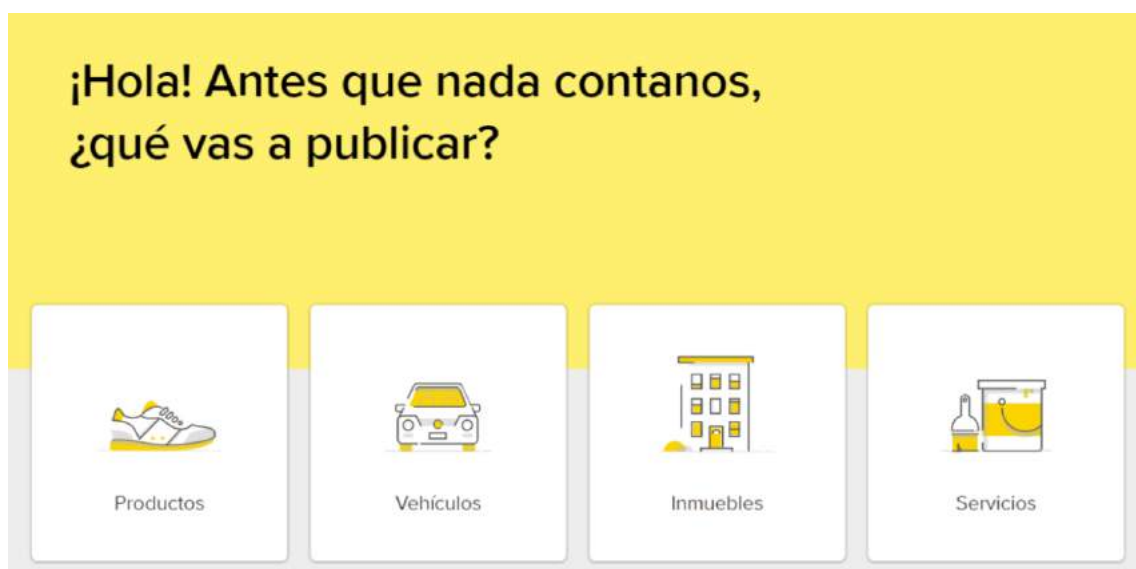 ¡Hola! Antes que nada contanos,
¿qué vas a publicar?
Productos
Vehículos
Inmuebles
Servicios